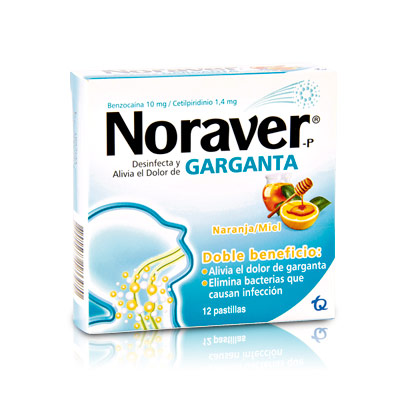 Benzocaína 10 mg / Cetilpiridinio 1,4 mg
Noraver®-P
Desinfecta y
Alivia el Dolor de GARGANTA
Naranja/Miel
Doble beneficio:
• Alivia el dolor de garganta
• Elimina bacterias que
causan infección
12 pastillas
TQ